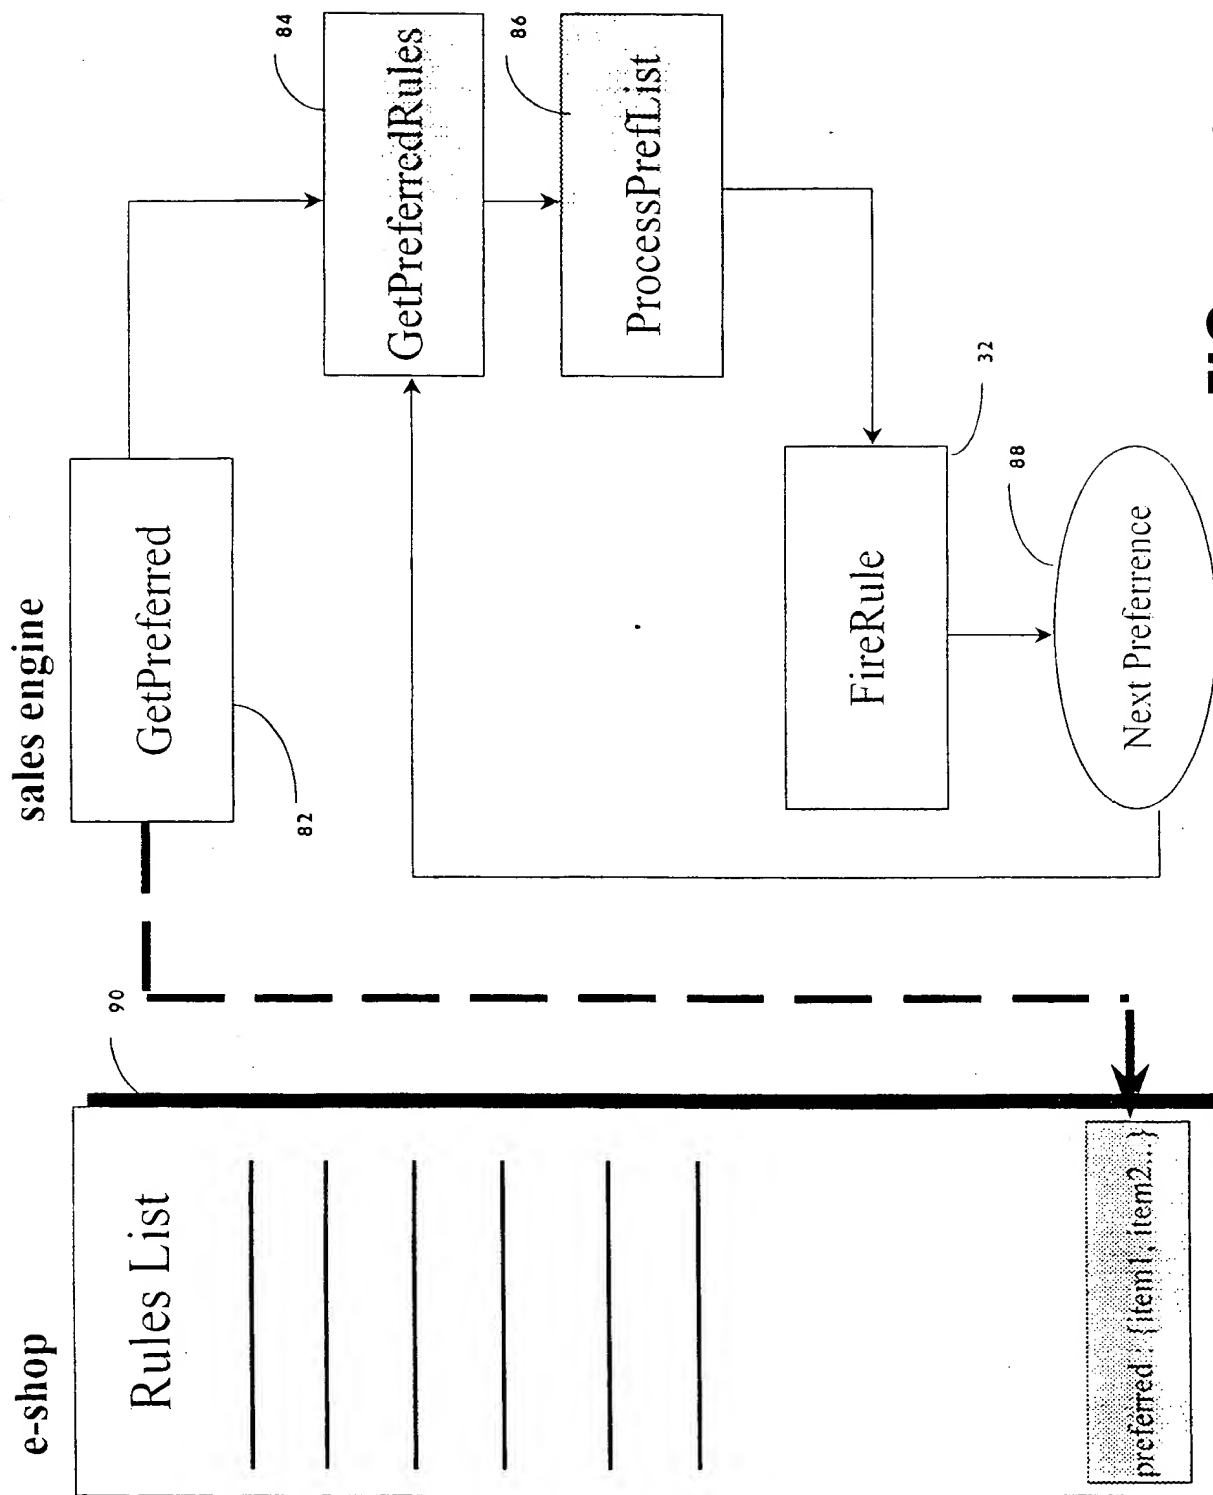 e-shop
sales engine
Rules List
90
preferred : {item1, item2...}
GetPreferred
82
GetPreferredRules
84
ProcessPrefList
86
FireRule
32
Next Preference
88